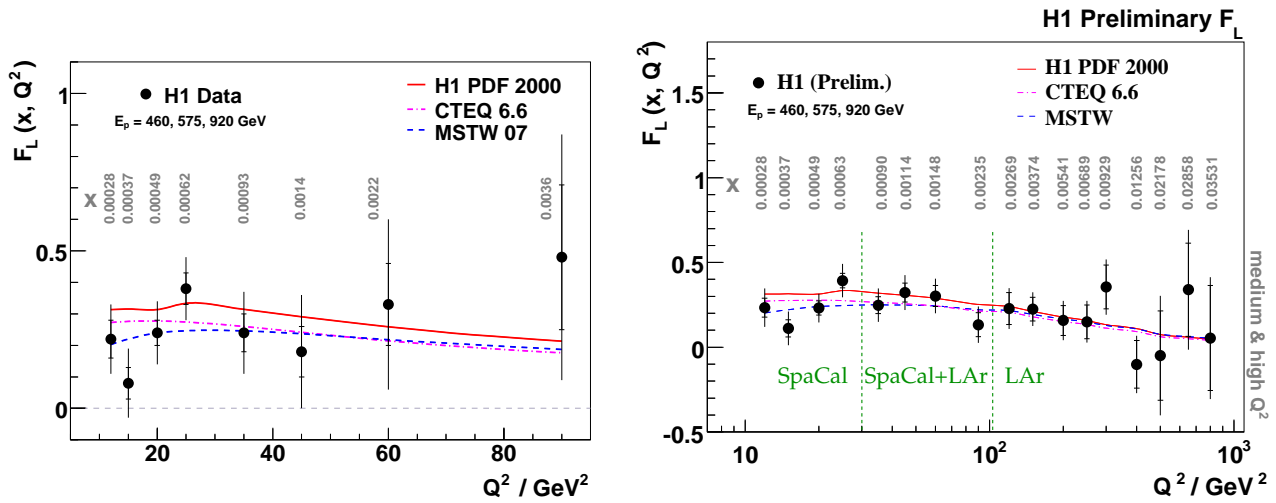 F_L (x, Q²)
1
0.5
0
H1 Data
E_p = 460, 575, 920 GeV
H1 PDF 2000
CTEQ 6.6
MSTW 07
x
0.00028
0.00037
0.00049
0.00062
0.00093
0.0014
0.0022
0.0036
20
40
60
80
Q² / GeV²
H1 Preliminary F_L
F_L (x, Q²)
1.5
1
0.5
0
-0.5
H1 (Prelim.)
E_p = 460, 575, 920 GeV
H1 PDF 2000
CTEQ 6.6
MSTW
x
0.00028
0.00037
0.00049
0.00063
0.00090
0.00114
0.00148
0.00235
0.00269
0.00374
0.00541
0.00689
0.00929
0.01256
0.02178
0.02858
0.03531
SpaCal
SpaCal+LAr
LAr
medium & high Q²
10
10²
10³
Q² / GeV²